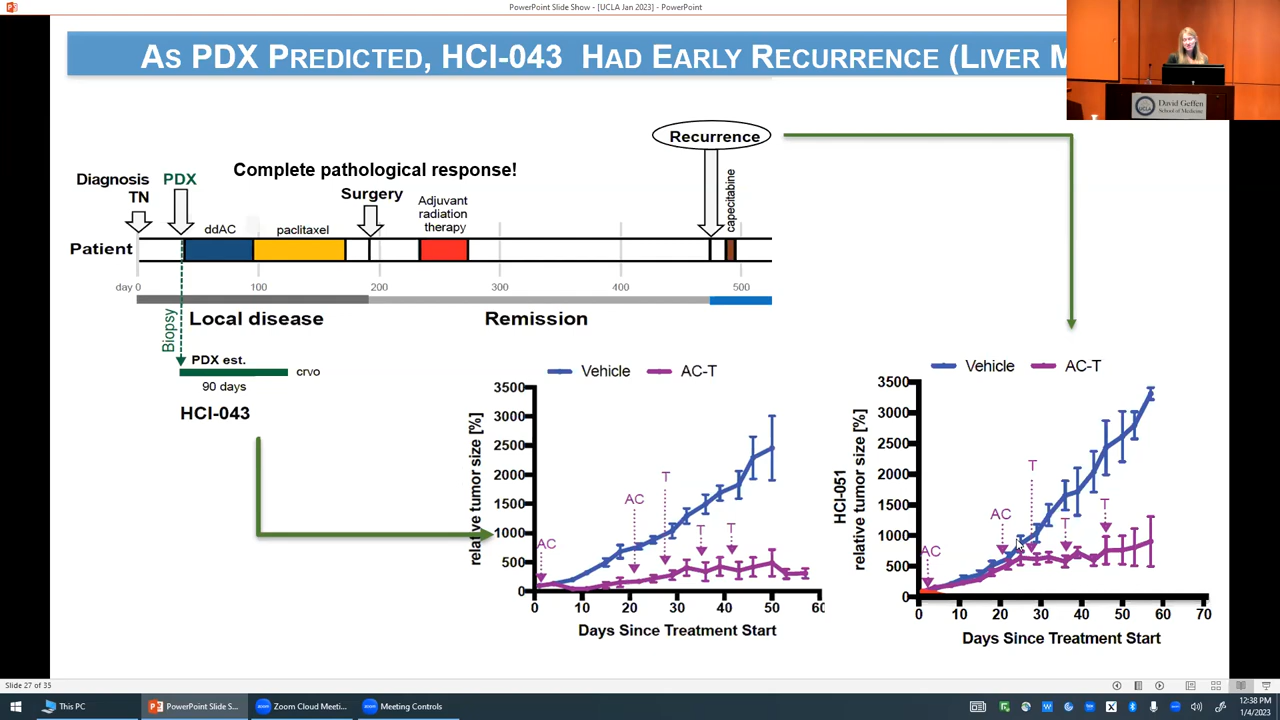 PowerPoint Slide Show - [UCLA Jan 2023] - PowerPoint
AS PDX PREDICTED, HCI-043 HAD EARLY RECURRENCE (LIVER M
UCLA
David Geffen
School of Medicine
Recurrence
Complete pathological response!
Diagnosis
TN
PDX
Surgery
Adjuvant
radiation
therapy
capecitabine
ddAC
paclitaxel
Patient
day 0
100
200
300
400
500
Local disease
Remission
Biopsy
PDX est.
crvo
90 days
HCI-043
Vehicle
AC-T
relative tumor size [%]
3500
3000
2500
2000
1500
1000
500
0
AC
AC
T
T
T
0 10 20 30 40 50 60
Days Since Treatment Start
Vehicle
AC-T
HCI-051
relative tumor size [%]
3500
3000
2500
2000
1500
1000
500
0
AC
AC
T
T
T
0 10 20 30 40 50 60 70
Days Since Treatment Start
Slide 27 of 35
This PC
PowerPoint Slide S...
Zoom Cloud Meeti...
Meeting Controls
12:38 PM
1/4/2023